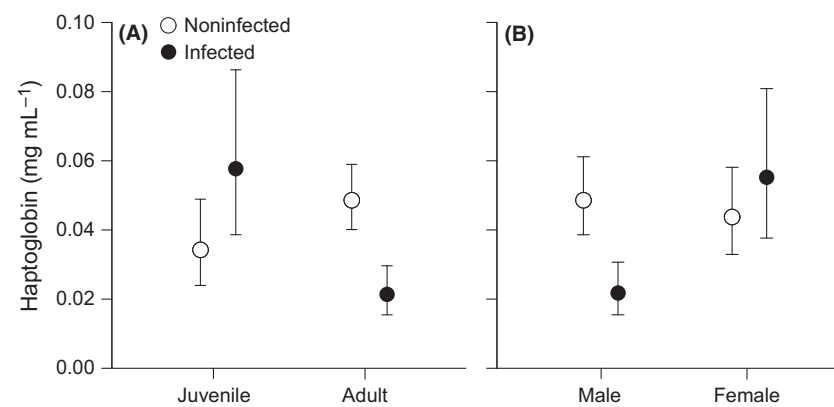 0.10
0.08
0.06
0.04
0.02
0.00
Haptoglobin (mg mL⁻¹)
(A)
Noninfected
Infected
(B)
Juvenile Adult
Male Female